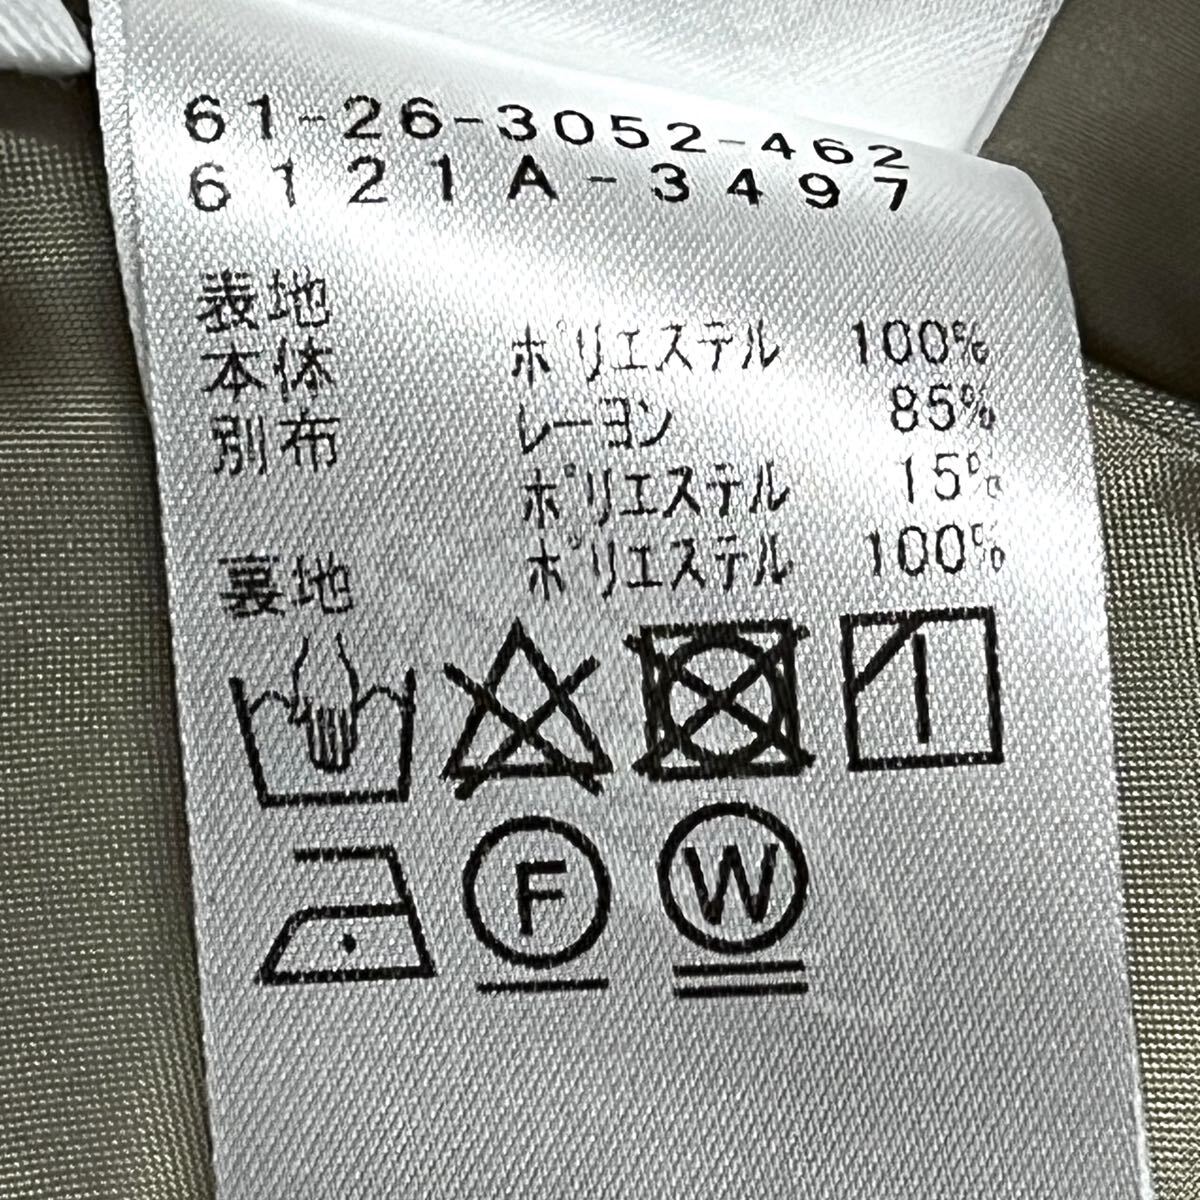 61-26-3052-462
6121A-3497
表地
本体 ポリエステル 100%
別布 レーヨン 85%
ポリエステル 15%
裏地 ポリエステル 100%
F W